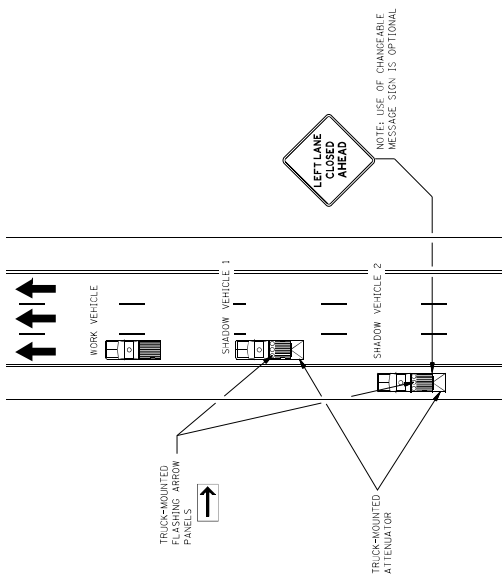 LEFT LANE
CLOSED
AHEAD
NOTE: USE OF CHANGEABLE
MESSAGE SIGN IS OPTIONAL
WORK VEHICLE
SHADOW VEHICLE 1
SHADOW VEHICLE 2
TRUCK-MOUNTED
FLASHING ARROW
PANELS
TRUCK-MOUNTED
ATTENUATOR